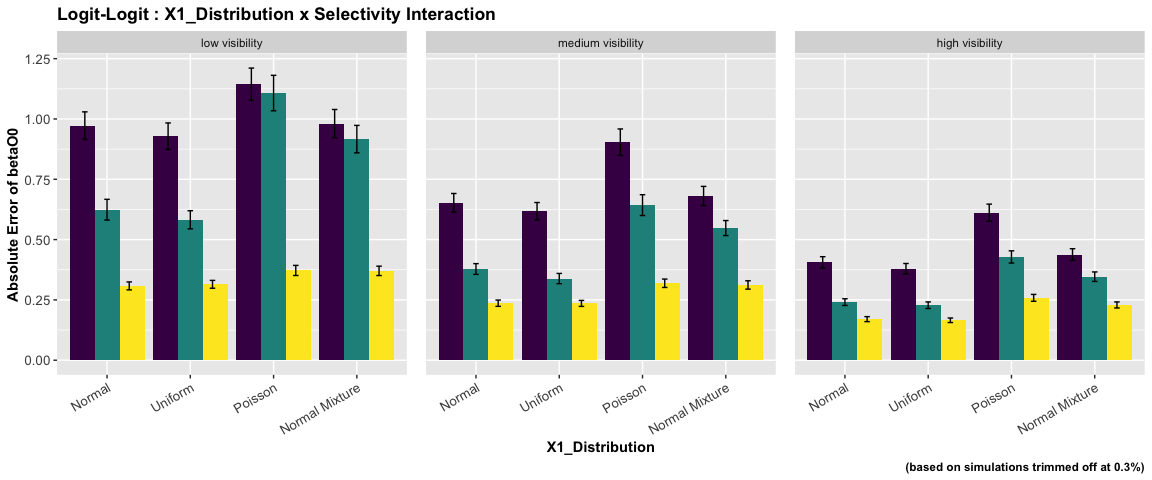 Logit-Logit : X1_Distribution x Selectivity Interaction
low visibility
medium visibility
high visibility
Absolute Error of betaO0
1.25
1.00
0.75
0.50
0.25
0.00
Normal
Uniform
Poisson
Normal Mixture
Normal
Uniform
Poisson
Normal Mixture
Normal
Uniform
Poisson
Normal Mixture
X1_Distribution
(based on simulations trimmed off at 0.3%)